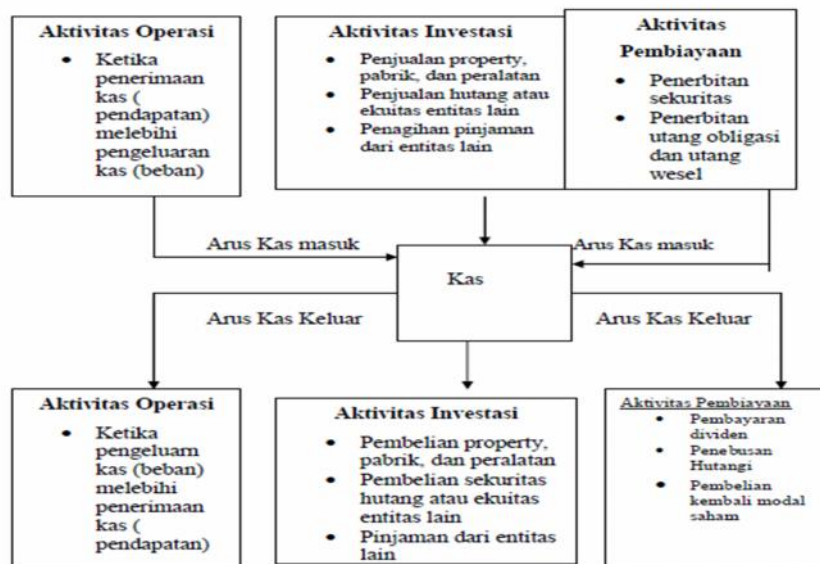 Aktivitas Operasi
• Ketika
penerimaan
kas (
pendapatan)
melebihi
pengeluaran
kas (beban)
Aktivitas Investasi
• Penjualan property,
pabrik, dan peralatan
• Penjualan hutang atau
ekuitas entitas lain
• Penagihan pinjaman
dari entitas lain
Aktivitas
Pembiayaan
• Penerbitan
sekuritas
• Penerbitan
utang obligasi
dan utang
wesel
Arus Kas masuk
Arus Kas masuk
Kas
Arus Kas Keluar
Arus Kas Keluar
Aktivitas Operasi
• Ketika
pengeluarn
kas (beban)
melebihi
penerimaan
kas (
pendapatan)
Aktivitas Investasi
• Pembelian property,
pabrik, dan peralatan
• Pembelian sekuritas
hutang atau ekuitas
entitas lain
• Pinjaman dari entitas
lain
Aktivitas Pembiayaan
• Pembayaran
dividen
• Penebusan
Hutangi
• Pembelian
kembali modal
saham